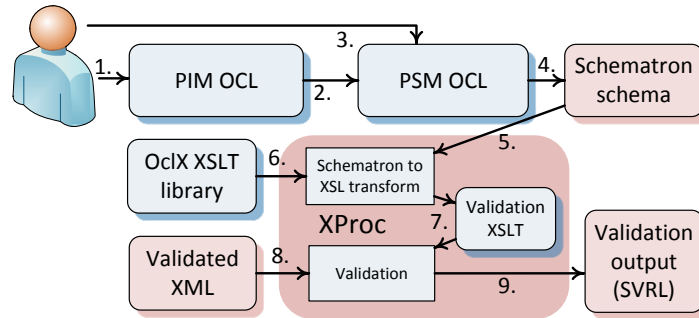 3.
1.
PIM OCL
2.
PSM OCL
4.
Schematron
schema
5.
OclX XSLT
library
6.
Schematron to
XSL transform
XProc
7.
Validation
XSLT
Validated
XML
8.
Validation
9.
Validation
output
(SVRL)